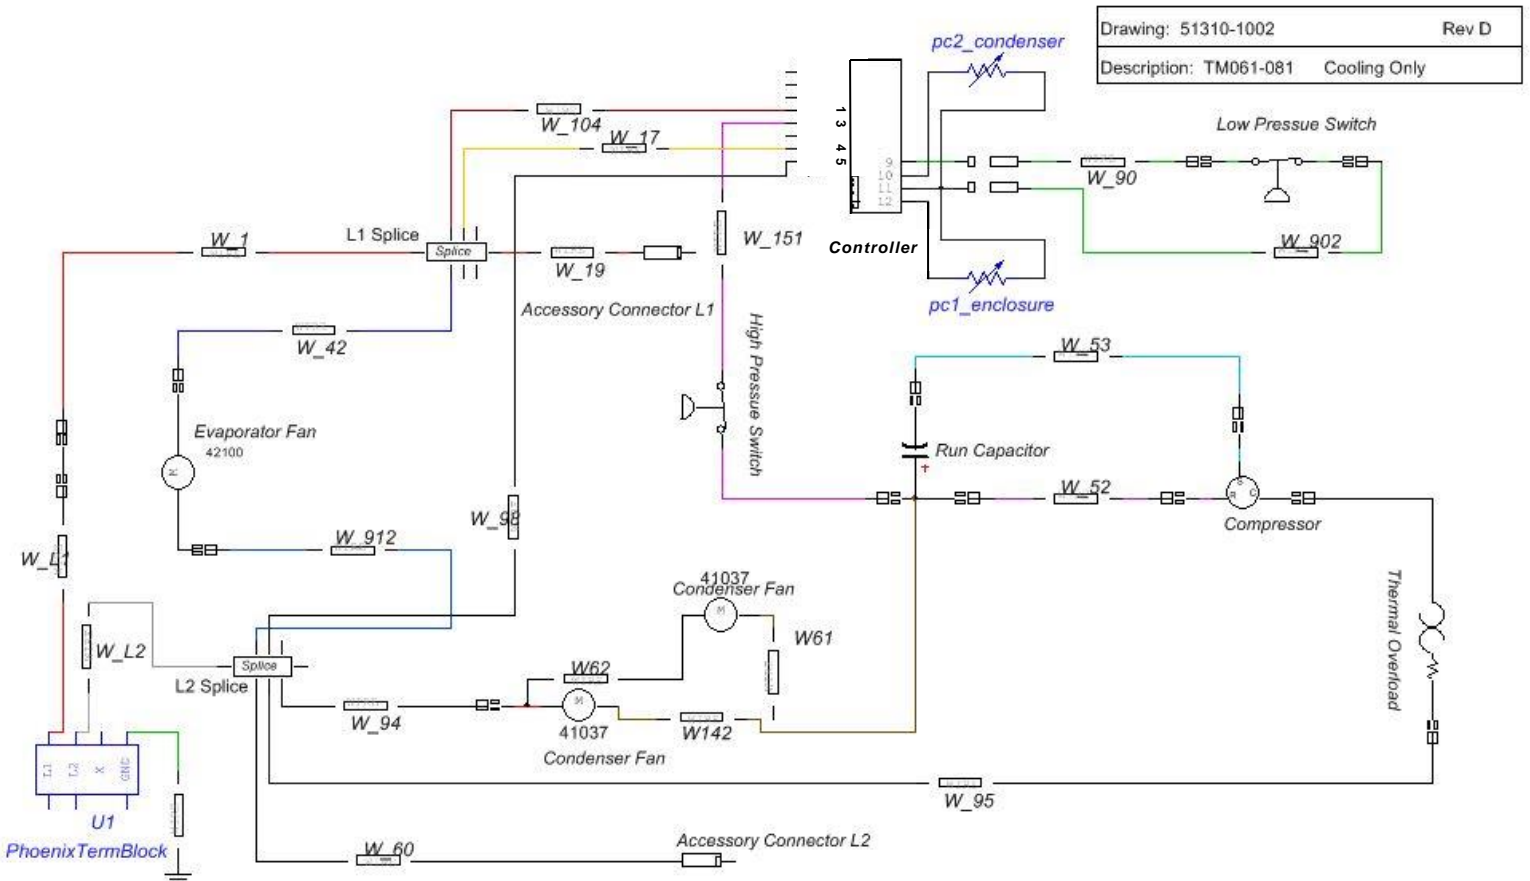 Drawing: 51310-1002 Rev D
Description: TM061-081 Cooling Only
pc2_condenser
Low Pressue Switch
W_104
W_17
1
3
4
5
9
10
11
12
W_90
W_1
L1 Splice
Splice
W_19
W_151
Controller
W_902
Accessory Connector L1
pc1_enclosure
W_42
High Pressue Switch
W_53
Evaporator Fan
42100
Run Capacitor
+
W_52
S
R C
Compressor
W_98
W_912
W_L1
41037
Condenser Fan
M
W61
Thermal Overload
W_L2
Splice
L2 Splice
W62
M
W_94
41037
W142
Condenser Fan
L1
L2
X
GNC
W_95
U1
PhoenixTermBlock
W_60
Accessory Connector L2